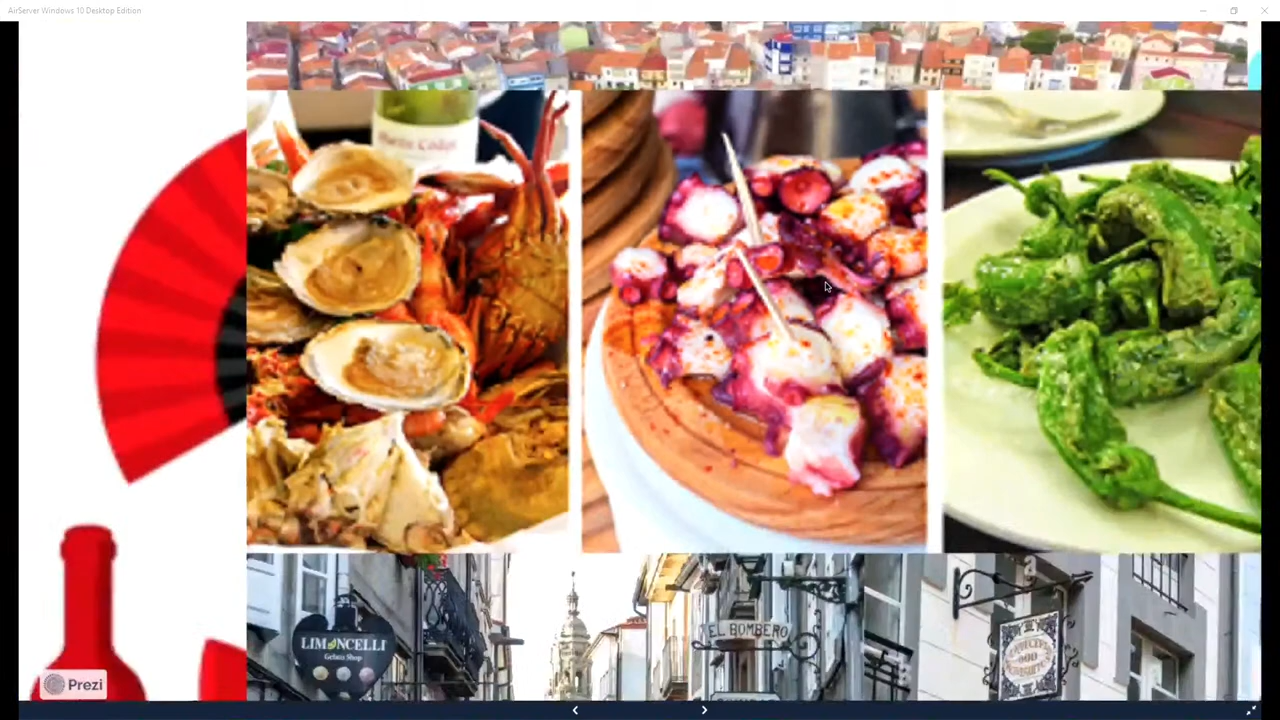 AirServer Windows 10 Desktop Edition
LIMONCELLI
Gelato Shop
EL BOMBERO
Prezi